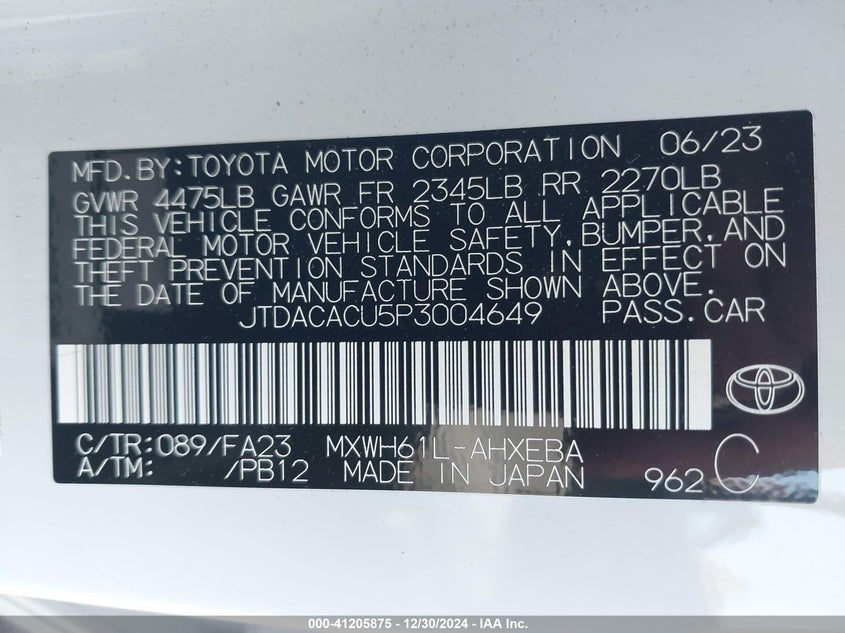 MFD.BY:TOYOTA MOTOR CORPORATION 06/23
GVWR 4475LB GAWR FR 2345LB RR 2270LB
THIS VEHICLE CONFORMS TO ALL APPLICABLE
FEDERAL MOTOR VEHICLE SAFETY,BUMPER,AND
THEFT PREVENTION STANDARDS IN EFFECT ON
THE DATE OF MANUFACTURE SHOWN ABOVE.
JTDACACU5P3004649 PASS.CAR
C/TR:089/FA23 MXWH61L-AHXEBA
A/TM: /PB12 MADE IN JAPAN 962 C
000-41205875 - 12/30/2024 - IAA Inc.